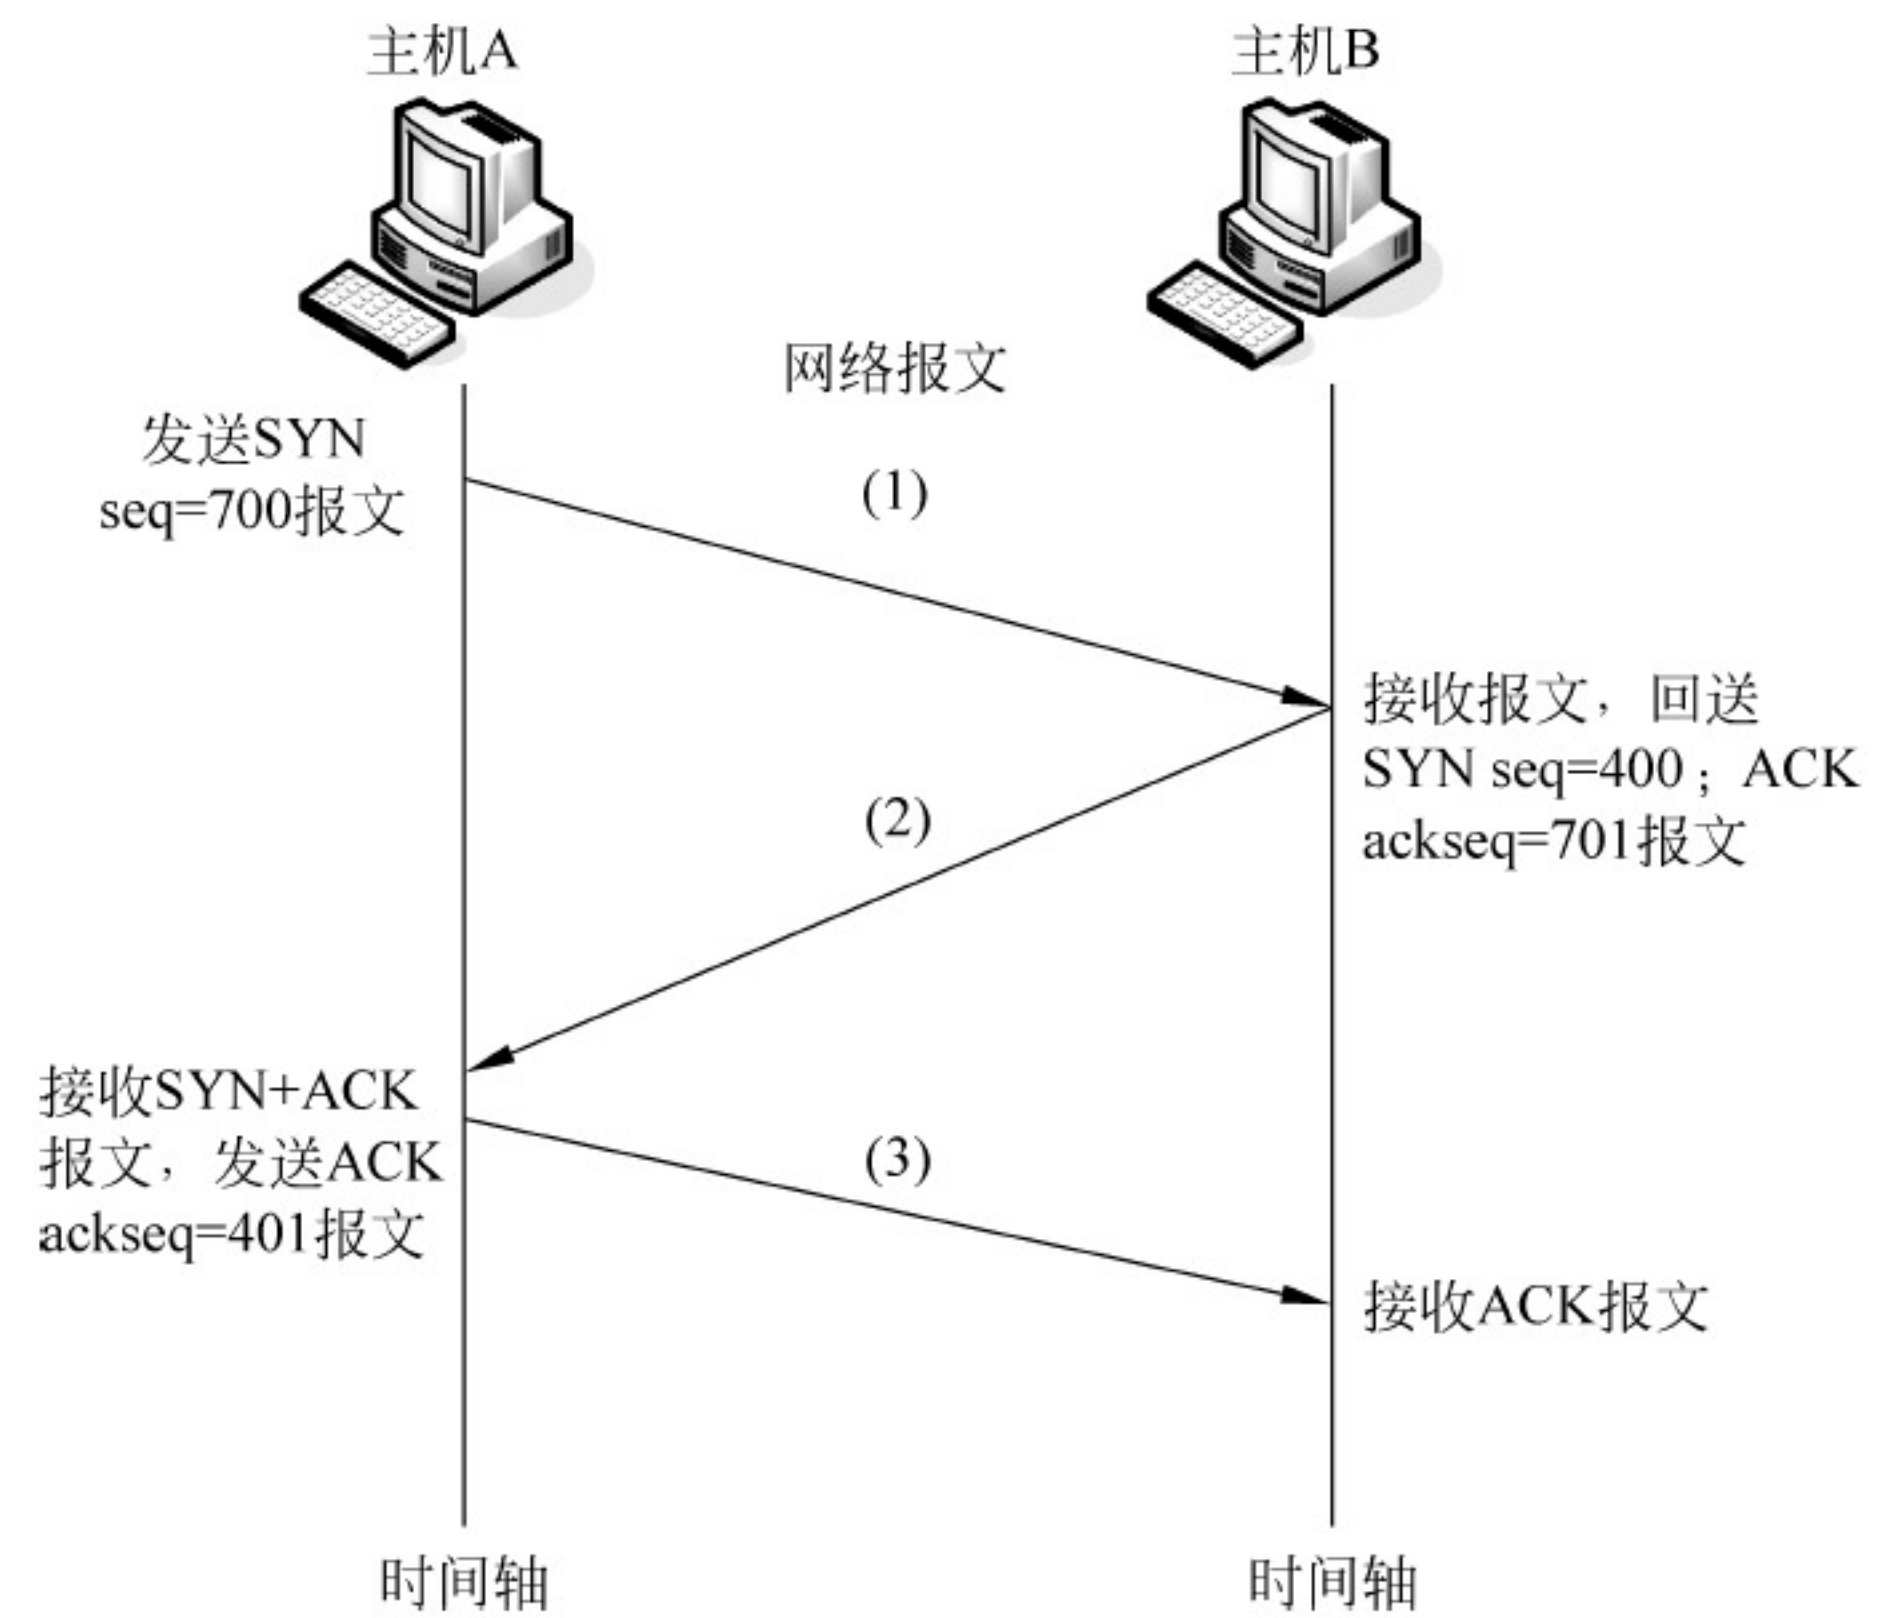 主机A
主机B
网络报文
发送SYN
seq=700报文
(1)
接收报文，回送
SYN seq=400；ACK
ackseq=701报文
(2)
接收SYN+ACK
报文，发送ACK
ackseq=401报文
(3)
接收ACK报文
时间轴
时间轴